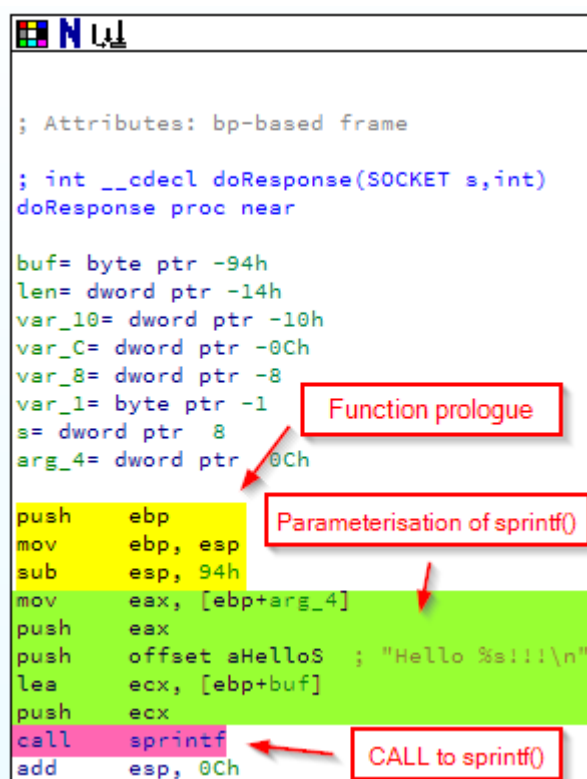 N
; Attributes: bp-based frame
; int __cdecl doResponse(SOCKET s,int)
doResponse proc near
buf= byte ptr -94h
len= dword ptr -14h
var_10= dword ptr -10h
var_C= dword ptr -0Ch
var_8= dword ptr -8
var_1= byte ptr -1
s= dword ptr  8
arg_4= dword ptr  0Ch
Function prologue
push    ebp
mov     ebp, esp
sub     esp, 94h
Parameterisation of sprintf()
mov     eax, [ebp+arg_4]
push    eax
push    offset aHelloS  ; "Hello %s!!!\n"
lea     ecx, [ebp+buf]
push    ecx
call    sprintf
CALL to sprintf()
add     esp, 0Ch